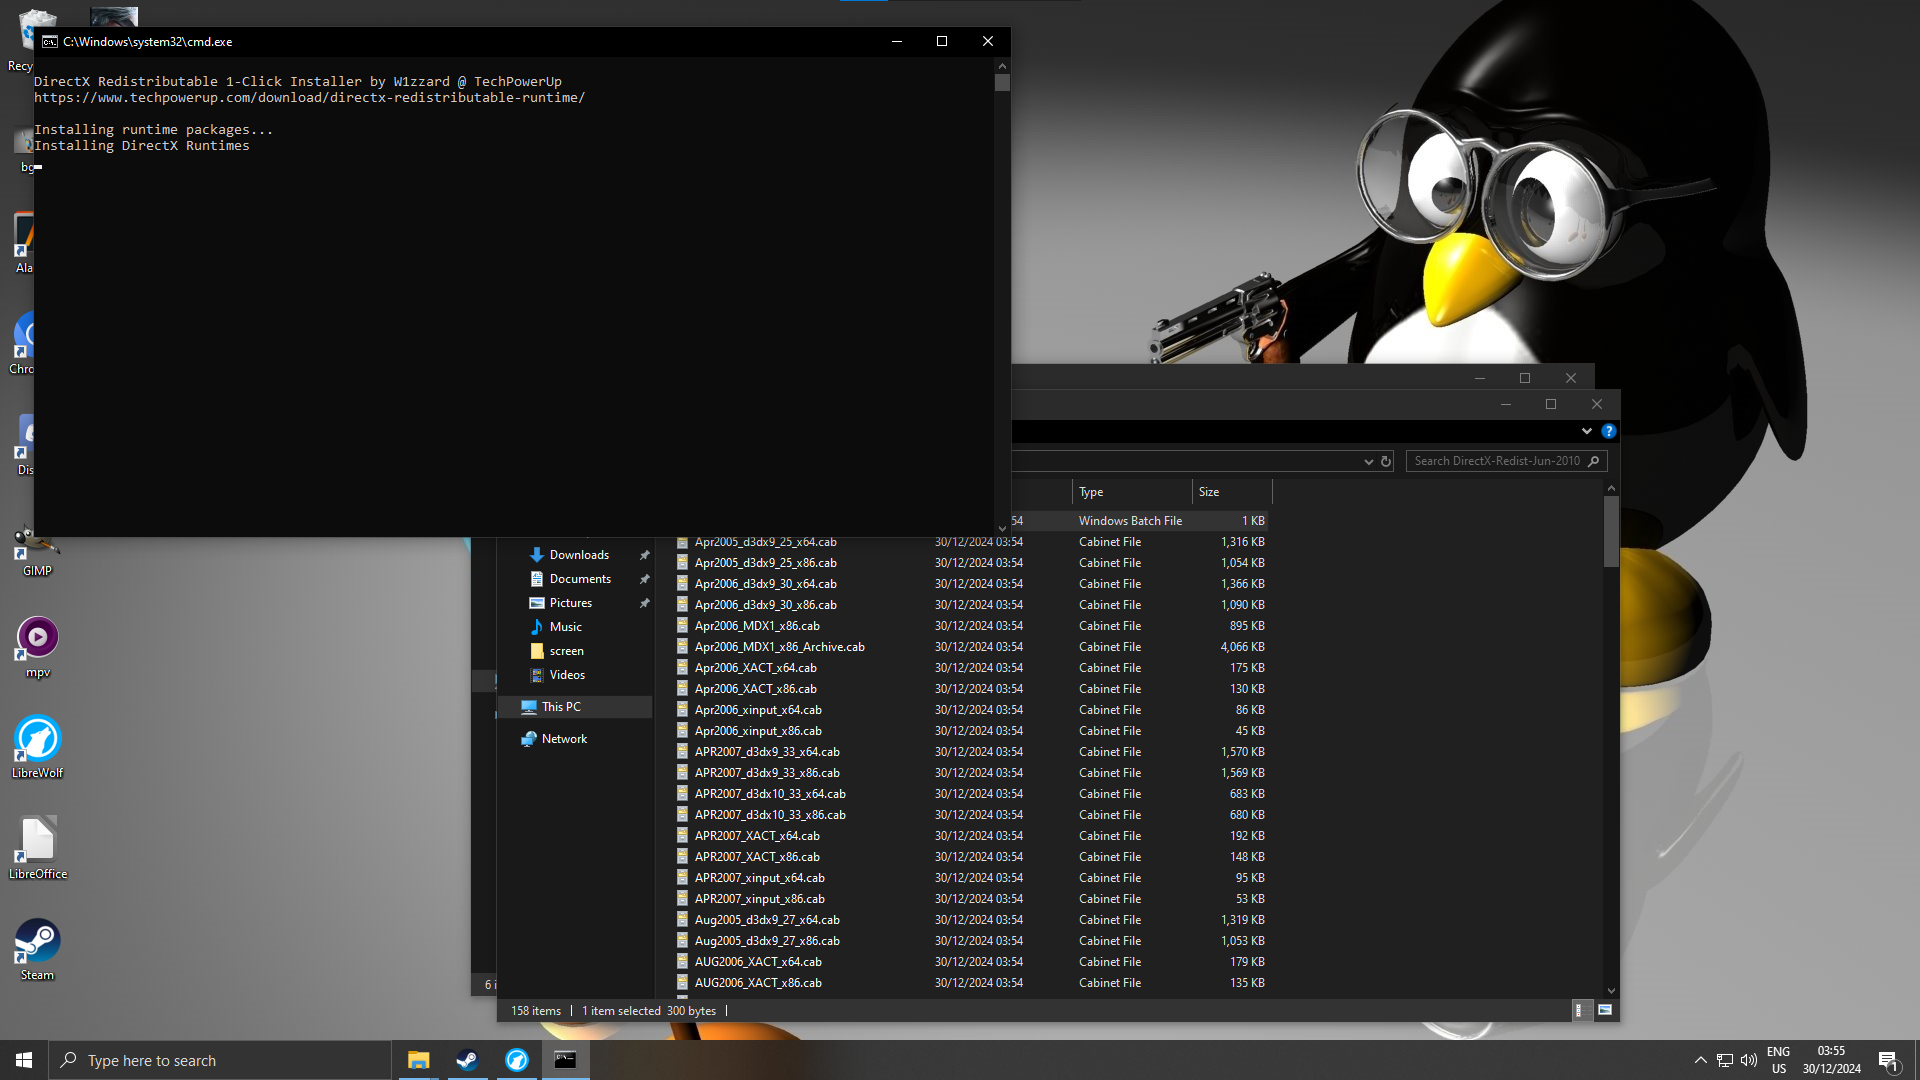 C:\Windows\system32\cmd.exe
DirectX Redistributable 1-Click Installer by W1zzard @ TechPowerUp
https://www.techpowerup.com/download/directx-redistributable-runtime/
Installing runtime packages...
Installing DirectX Runtimes
Recy
bg
Ala
Chro
Dis
GIMP
mpv
LibreWolf
LibreOffice
Steam
Search DirectX-Redist-Jun-2010
Type Size
54 Windows Batch File 1 KB
Apr2005_d3dx9_25_x64.cab 30/12/2024 03:54 Cabinet File 1,316 KB
Apr2005_d3dx9_25_x86.cab 30/12/2024 03:54 Cabinet File 1,054 KB
Apr2006_d3dx9_30_x64.cab 30/12/2024 03:54 Cabinet File 1,366 KB
Apr2006_d3dx9_30_x86.cab 30/12/2024 03:54 Cabinet File 1,090 KB
Apr2006_MDX1_x86.cab 30/12/2024 03:54 Cabinet File 895 KB
Apr2006_MDX1_x86_Archive.cab 30/12/2024 03:54 Cabinet File 4,066 KB
Apr2006_XACT_x64.cab 30/12/2024 03:54 Cabinet File 175 KB
Apr2006_XACT_x86.cab 30/12/2024 03:54 Cabinet File 130 KB
Apr2006_xinput_x64.cab 30/12/2024 03:54 Cabinet File 86 KB
Apr2006_xinput_x86.cab 30/12/2024 03:54 Cabinet File 45 KB
APR2007_d3dx9_33_x64.cab 30/12/2024 03:54 Cabinet File 1,570 KB
APR2007_d3dx9_33_x86.cab 30/12/2024 03:54 Cabinet File 1,569 KB
APR2007_d3dx10_33_x64.cab 30/12/2024 03:54 Cabinet File 683 KB
APR2007_d3dx10_33_x86.cab 30/12/2024 03:54 Cabinet File 680 KB
APR2007_XACT_x64.cab 30/12/2024 03:54 Cabinet File 192 KB
APR2007_XACT_x86.cab 30/12/2024 03:54 Cabinet File 148 KB
APR2007_xinput_x64.cab 30/12/2024 03:54 Cabinet File 95 KB
APR2007_xinput_x86.cab 30/12/2024 03:54 Cabinet File 53 KB
Aug2005_d3dx9_27_x64.cab 30/12/2024 03:54 Cabinet File 1,319 KB
Aug2005_d3dx9_27_x86.cab 30/12/2024 03:54 Cabinet File 1,053 KB
AUG2006_XACT_x64.cab 30/12/2024 03:54 Cabinet File 179 KB
AUG2006_XACT_x86.cab 30/12/2024 03:54 Cabinet File 135 KB
Downloads
Documents
Pictures
Music
screen
Videos
This PC
Network
6 i
158 items 1 item selected 300 bytes
Type here to search
ENG
US
03:55
30/12/2024
1